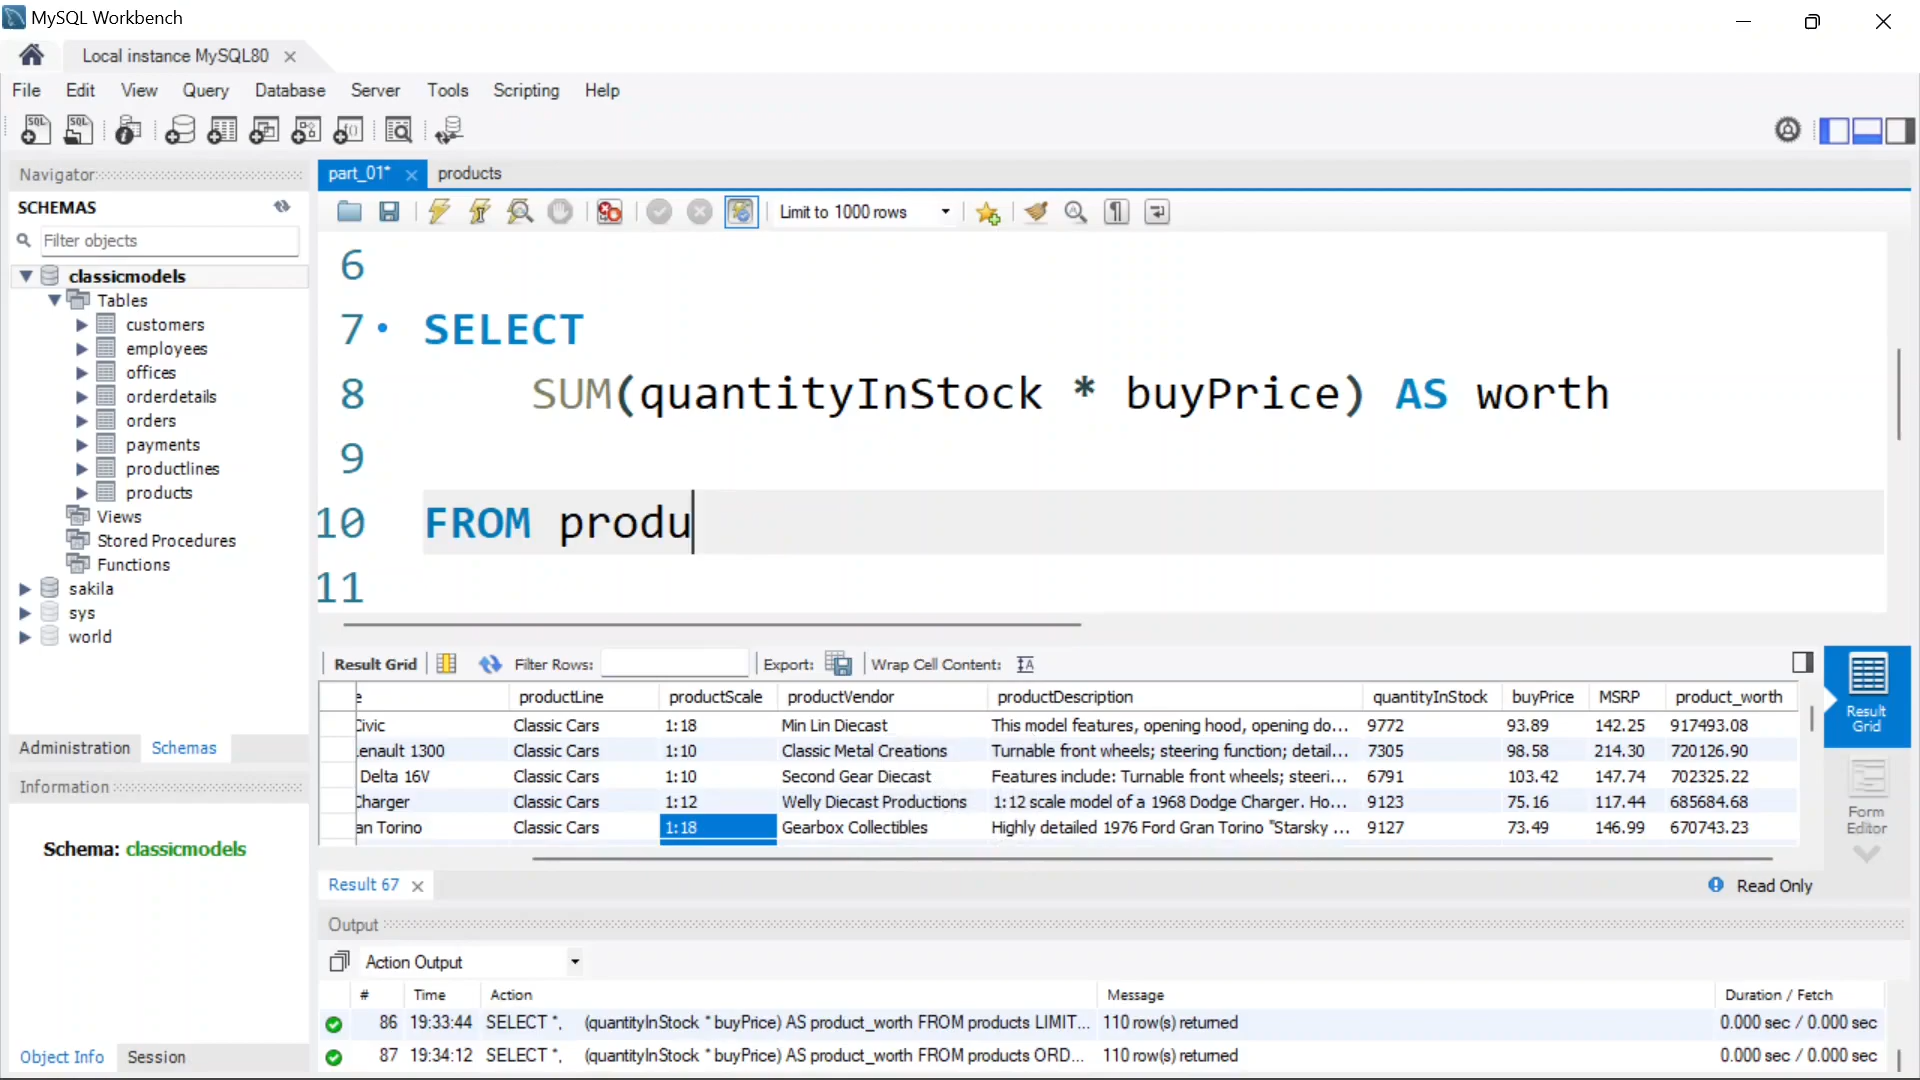 MySQL Workbench
Local instance MySQL80
File Edit View Query Database Server Tools Scripting Help
Navigator
SCHEMAS
Filter objects
classicmodels
Tables
customers
employees
offices
orderdetails
orders
payments
productlines
products
Views
Stored Procedures
Functions
sakila
sys
world
Administration Schemas
Information
Schema: classicmodels
Object Info Session
part_01* products
Limit to 1000 rows
6
7 SELECT
8 SUM(quantityInStock * buyPrice) AS worth
9
10 FROM produ
11
Result Grid Filter Rows: Export: Wrap Cell Content:
productLine productScale productVendor productDescription quantityInStock buyPrice MSRP product_worth
Civic Classic Cars 1:18 Min Lin Diecast This model features, opening hood, opening do... 9772 93.89 142.25 917493.08
enault 1300 Classic Cars 1:10 Classic Metal Creations Turnable front wheels; steering function; detail... 7305 98.58 214.30 720126.90
Delta 16V Classic Cars 1:10 Second Gear Diecast Features include: Turnable front wheels; steeri... 6791 103.42 147.74 702325.22
Charger Classic Cars 1:12 Welly Diecast Productions 1:12 scale model of a 1968 Dodge Charger. Ho... 9123 75.16 117.44 685684.68
an Torino Classic Cars 1:18 Gearbox Collectibles Highly detailed 1976 Ford Gran Torino "Starsky ... 9127 73.49 146.99 670743.23
Result Grid
Form Editor
Result 67 Read Only
Output
Action Output
# Time Action Message Duration / Fetch
86 19:33:44 SELECT *, (quantityInStock * buyPrice) AS product_worth FROM products LIMIT... 110 row(s) returned 0.000 sec / 0.000 sec
87 19:34:12 SELECT *, (quantityInStock * buyPrice) AS product_worth FROM products ORD... 110 row(s) returned 0.000 sec / 0.000 sec